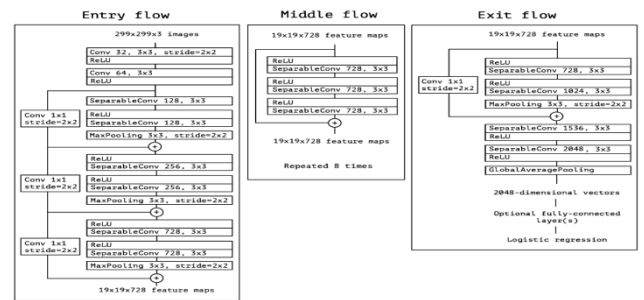 Entry flow
299x299x3 images
Conv 32, 3x3, stride=2x2
ReLU
Conv 64, 3x3
ReLU
Conv 1x1
stride=2x2
SeparableConv 128, 3x3
ReLU
SeparableConv 128, 3x3
MaxPooling 3x3, stride=2x2
+
Conv 1x1
stride=2x2
ReLU
SeparableConv 256, 3x3
ReLU
SeparableConv 256, 3x3
MaxPooling 3x3, stride=2x2
+
Conv 1x1
stride=2x2
ReLU
SeparableConv 728, 3x3
ReLU
SeparableConv 728, 3x3
MaxPooling 3x3, stride=2x2
+
19x19x728 feature maps
Middle flow
19x19x728 feature maps
ReLU
SeparableConv 728, 3x3
ReLU
SeparableConv 728, 3x3
ReLU
SeparableConv 728, 3x3
+
19x19x728 feature maps
Repeated 8 times
Exit flow
19x19x728 feature maps
Conv 1x1
stride=2x2
ReLU
SeparableConv 728, 3x3
ReLU
SeparableConv 1024, 3x3
MaxPooling 3x3, stride=2x2
+
SeparableConv 1536, 3x3
ReLU
SeparableConv 2048, 3x3
ReLU
GlobalAveragePooling
2048-dimensional vectors
Optional fully-connected
layer(s)
Logistic regression